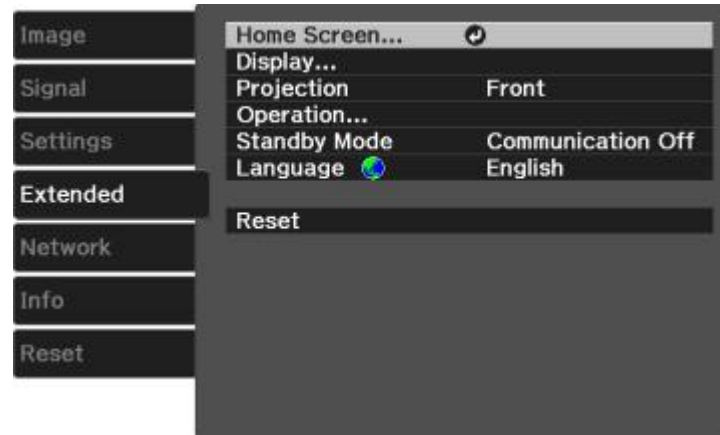 Image
Signal
Settings
Extended
Network
Info
Reset
Home Screen...
Display...
Projection Front
Operation...
Standby Mode Communication Off
Language English
Reset